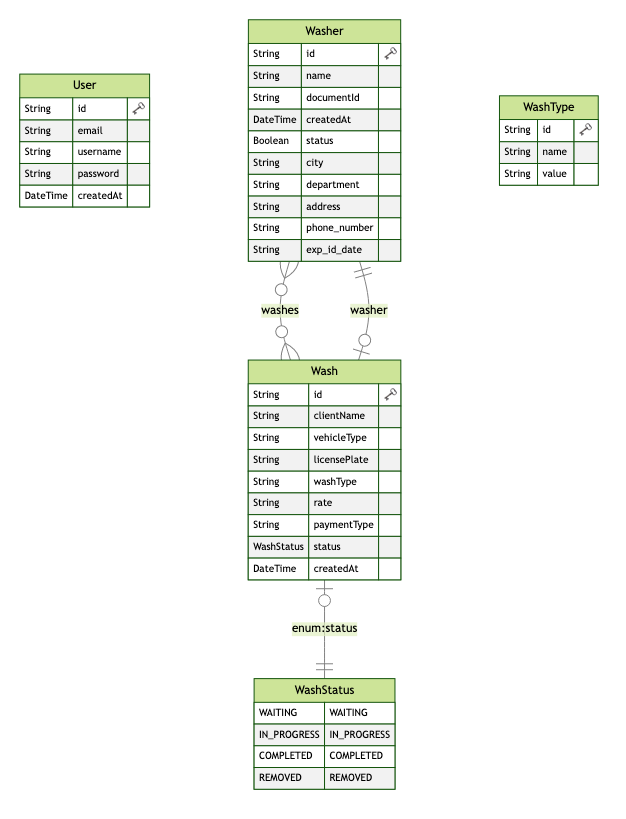 Washer
String id
String name
String documentId
DateTime createdAt
Boolean status
String city
String department
String address
String phone_number
String exp_id_date
User
String id
String email
String username
String password
DateTime createdAt
WashType
String id
String name
String value
washes
washer
Wash
String id
String clientName
String vehicleType
String licensePlate
String washType
String rate
String paymentType
WashStatus status
DateTime createdAt
enum:status
WashStatus
WAITING WAITING
IN_PROGRESS IN_PROGRESS
COMPLETED COMPLETED
REMOVED REMOVED